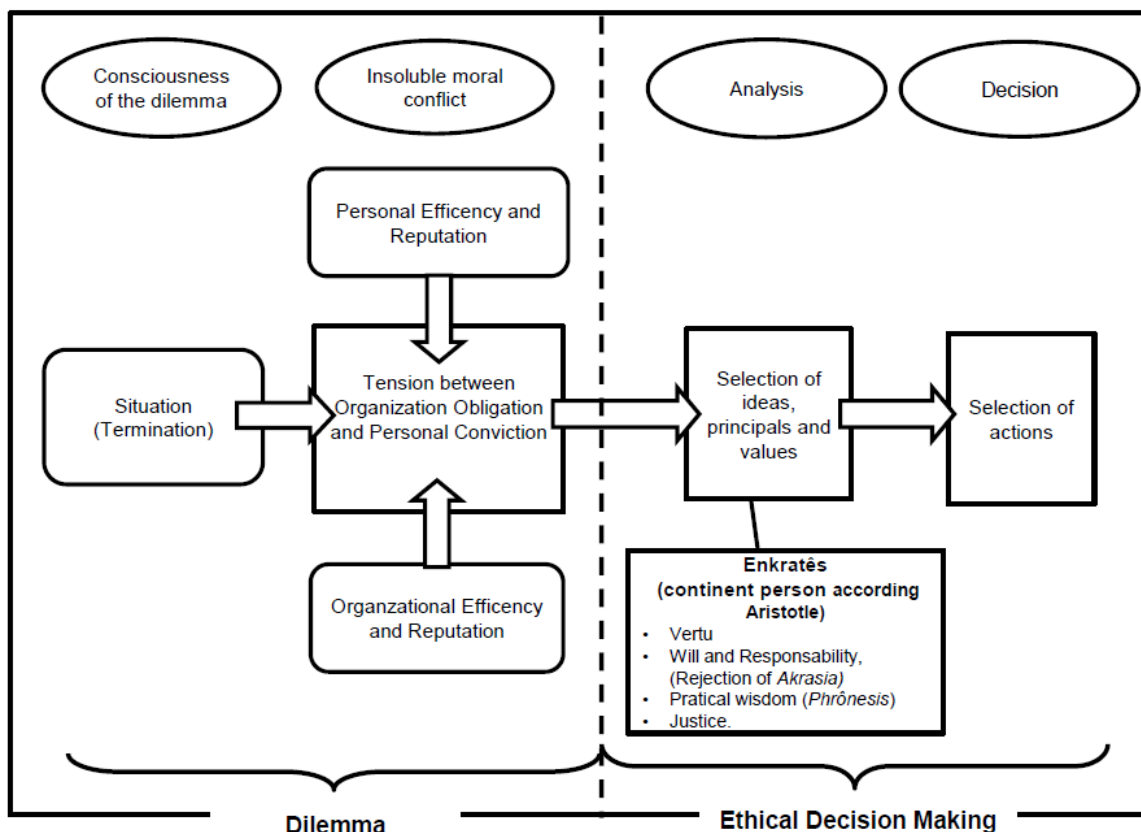 Consciousness
of the dilemma
Insoluble moral
conflict
Analysis
Decision
Personal Efficency and
Reputation
Situation
(Termination)
Tension between
Organization Obligation
and Personal Conviction
Selection of
ideas,
principals and
values
Selection of
actions
Organzational Efficency
and Reputation
Enkratês
(continent person according
Aristotle)
• Vertu
• Will and Responsability,
(Rejection of Akrasia)
• Pratical wisdom (Phrônesis)
• Justice.
Dilemma
Ethical Decision Making